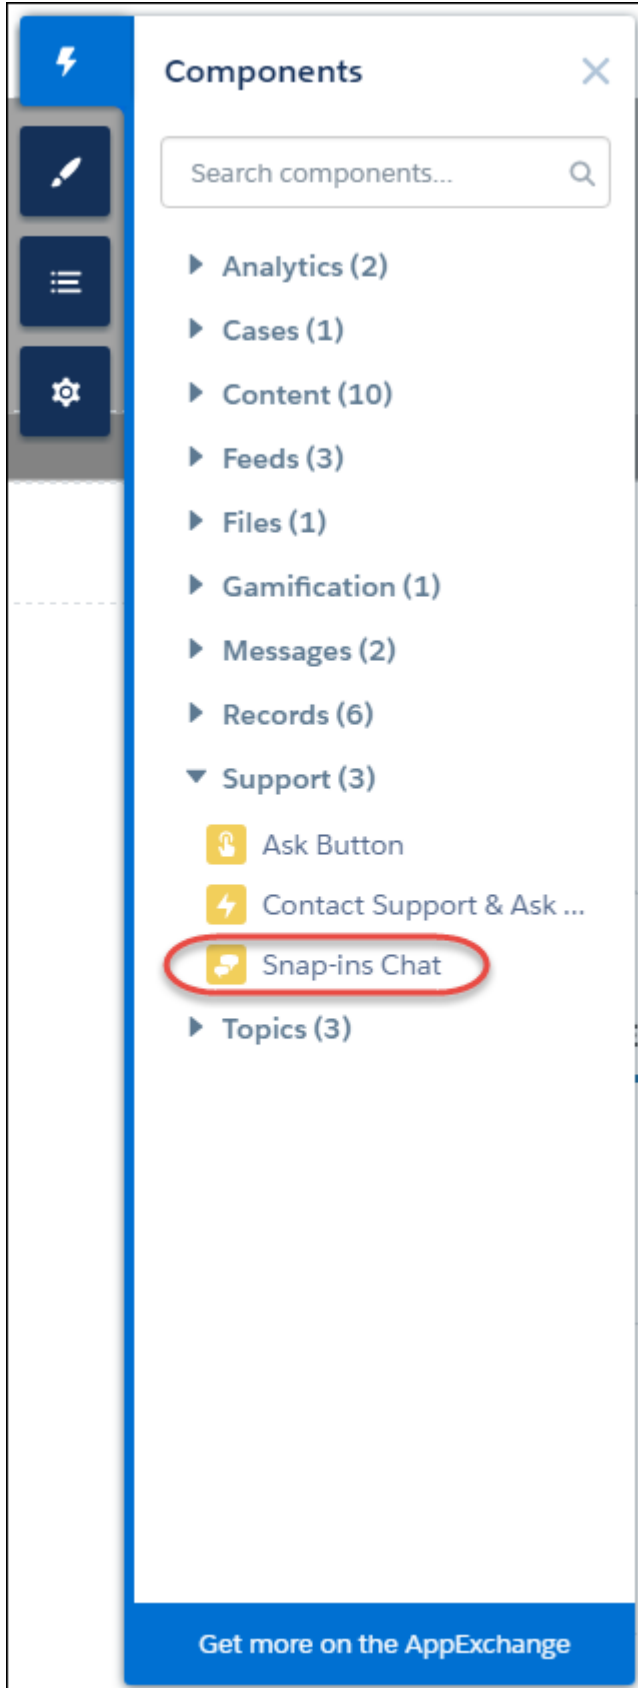 Components
Search components...
Analytics (2)
Cases (1)
Content (10)
Feeds (3)
Files (1)
Gamification (1)
Messages (2)
Records (6)
Support (3)
Ask Button
Contact Support & Ask ...
Snap-ins Chat
Topics (3)
Get more on the AppExchange